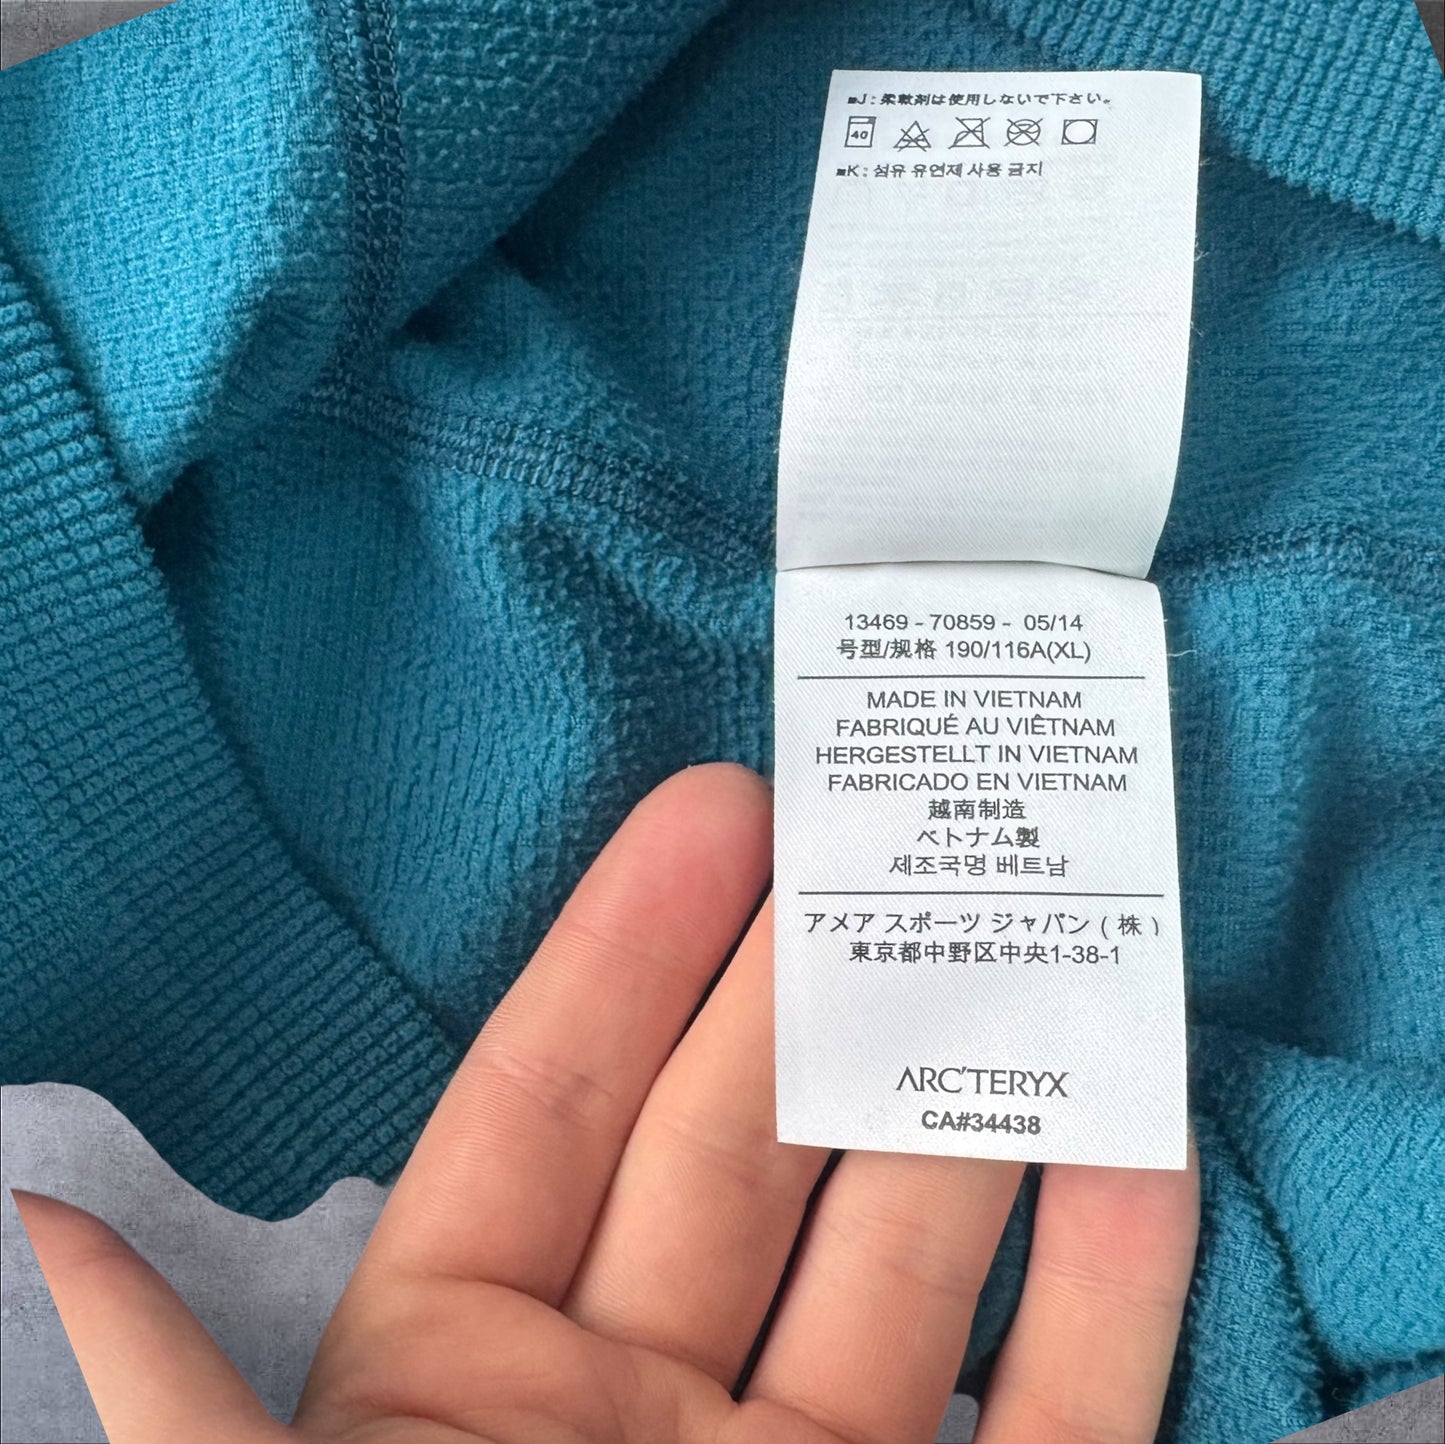 ■J:柔軟剤は使用しないで下さい。
40
■K:섬유 유연제 사용 금지
13469 - 70859 - 05/14
号型/规格 190/116A(XL)
MADE IN VIETNAM
FABRIQUÉ AU VIÊTNAM
HERGESTELLT IN VIETNAM
FABRICADO EN VIETNAM
越南制造
ベトナム製
세조국명 베트남
アメア スポーツ ジャパン (株)
東京都中野区中央1-38-1
ARC'TERYX
CA#34438